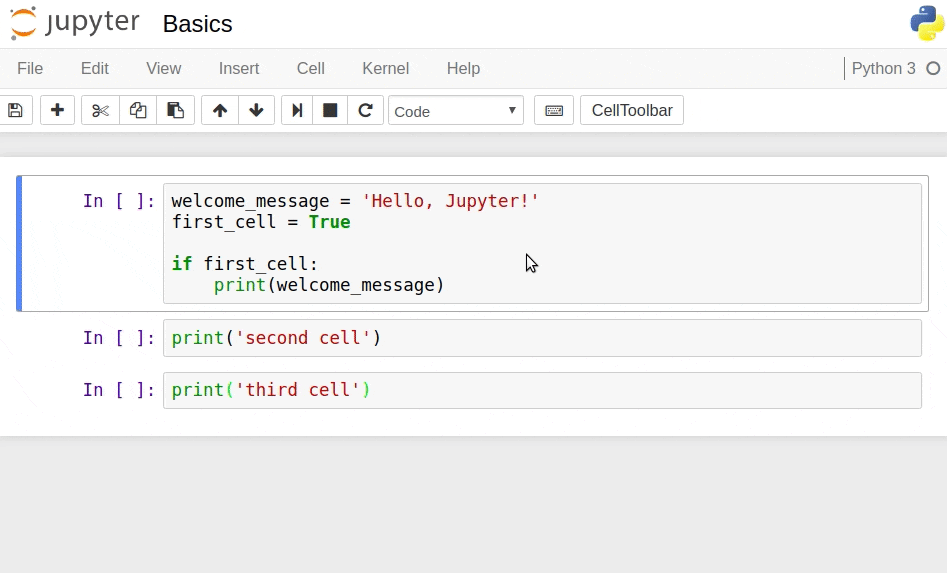 jupyter Basics
File Edit View Insert Cell Kernel Help Python 3
Code CellToolbar
In [ ]: welcome_message = 'Hello, Jupyter!'
first_cell = True
if first_cell:
    print(welcome_message)
In [ ]: print('second cell')
In [ ]: print('third cell')